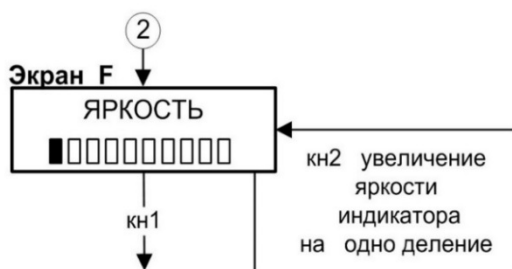 2
Экран F
ЯРКОСТЬ
кн2 увеличение
яркости
кн1
индикатора
на одно деление